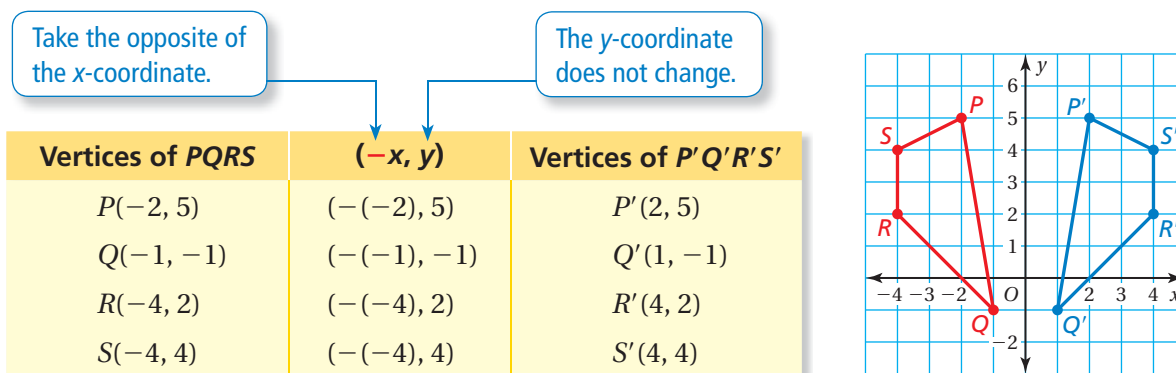 Take the opposite of
the x-coordinate.
The y-coordinate
does not change.
Vertices of PQRS (−x, y) Vertices of P′Q′R′S′
P(−2, 5) (−(−2), 5) P′(2, 5)
Q(−1, −1) (−(−1), −1) Q′(1, −1)
R(−4, 2) (−(−4), 2) R′(4, 2)
S(−4, 4) (−(−4), 4) S′(4, 4)
y
6
P P′
5
S S′
4
3
R 2 R′
1
−4 −3 −2 O 2 3 4 x
Q Q′
−2